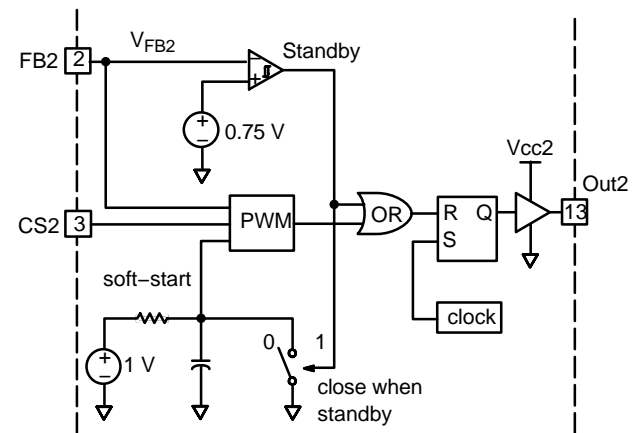 V_FB2
Standby
FB2
2
−
+
+
−
0.75 V
Vcc2
CS2
3
PWM
OR
R
Q
S
13
Out2
soft−start
clock
+
−
1 V
0
1
close when
standby